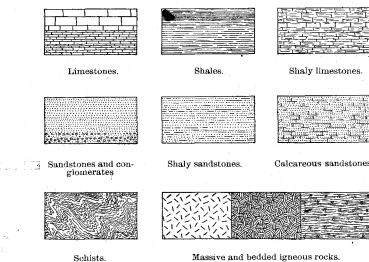 Limestones.
Shales.
Shaly limestones.
Sandstones and con-
glomerates
Shaly sandstones.
Calcareous sandstones
Schists.
Massive and bedded igneous rocks.